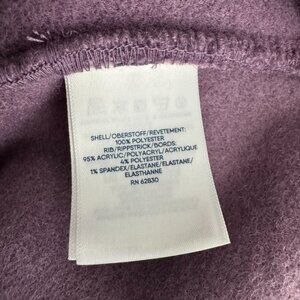 SHELL/OBERSTOFF/REVETEMENT:
100% POLYESTER
RIB/RIPPSTRICK/BORDS:
95% ACRYLIC/POLYACRYL/ACRYLIQUE
4% POLYESTER
1% SPANDEX/ELASTANE/ELASTANE/
ELASTHANNE
RN 62830